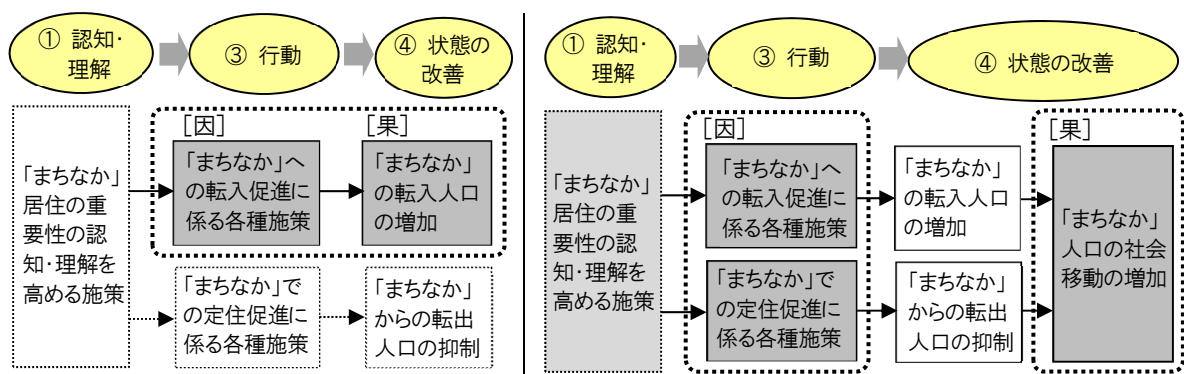 ① 認知・
理解
③ 行動
④ 状態の
改善
[因]
[果]
「まちなか」
居住の重
要性の認
知・理解を
高める施策
「まちなか」へ
の転入促進に
係る各種施策
「まちなか」
の転入人口
の増加
「まちなか」で
の定住促進に
係る各種施策
「まちなか」
からの転出
人口の抑制
① 認知・
理解
③ 行動
④ 状態の改善
[因]
[果]
「まちなか」
居住の重
要性の認
知・理解を
高める施策
「まちなか」へ
の転入促進に
係る各種施策
「まちなか」
の転入人口
の増加
「まちなか」
人口の社会
移動の増加
「まちなか」で
の定住促進に
係る各種施策
「まちなか」
からの転出
人口の抑制